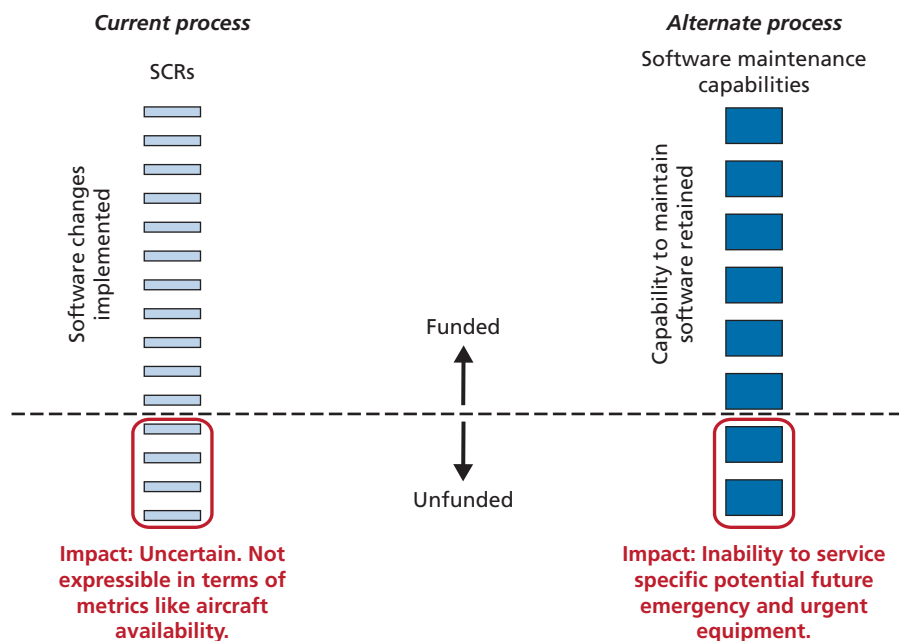 Current process
SCRs
Software changes
implemented
Impact: Uncertain. Not
expressible in terms of
metrics like aircraft
availability.
Funded
Unfunded
Alternate process
Software maintenance
capabilities
Capability to maintain
software retained
Impact: Inability to service
specific potential future
emergency and urgent
equipment.